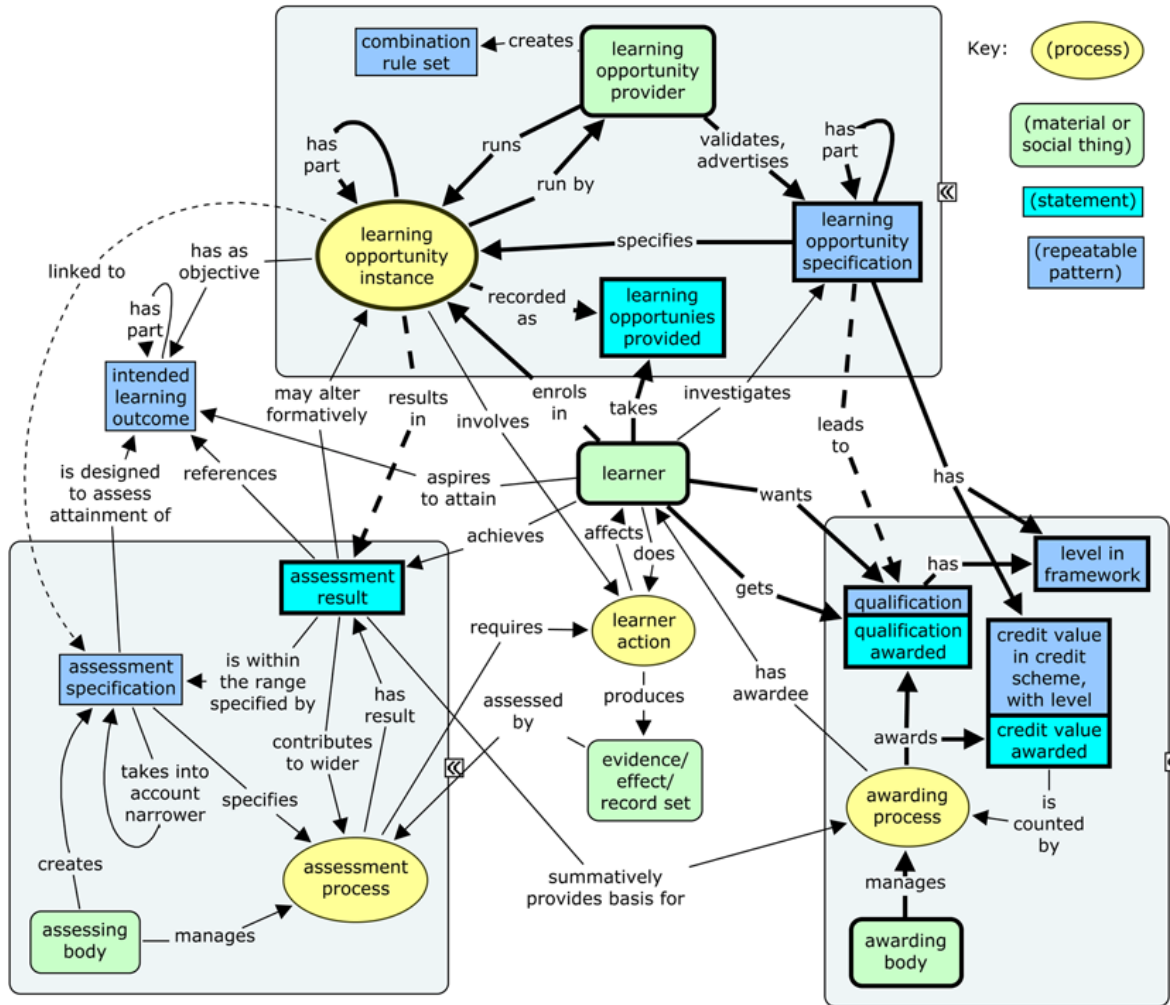 combination
rule set
creates
learning
opportunity
provider
Key:
(process)
(material or
social thing)
(statement)
(repeatable
pattern)
has
part
runs
run by
validates,
advertises
has
part
learning
opportunity
instance
specifies
learning
opportunity
specification
linked to
has as
objective
recorded
as
learning
opportunies
provided
has
part
intended
learning
outcome
may alter
formatively
results
in
involves
enrols
in
takes
investigates
leads
to
is designed
to assess
attainment of
references
aspires
to attain
learner
wants
has
achieves
affects
does
gets
has
level in
framework
assessment
result
learner
action
requires
qualification
qualification
awarded
credit value
in credit
scheme,
with level
credit value
awarded
assessment
specification
is within
the range
specified by
has
result
assessed
by
produces
has
awardee
contributes
to wider
awards
takes into
account
narrower
specifies
evidence/
effect/
record set
awarding
process
is
counted
by
creates
assessment
process
summatively
provides basis for
manages
assessing
body
manages
awarding
body